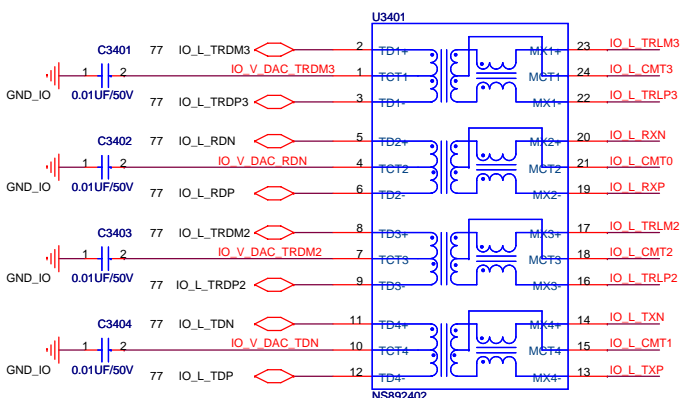 U3401
C3401 77 IO_L_TRDM3 2 TD1+ MX1+ 23 IO_L_TRLM3
1 2 IO_V_DAC_TRDM3 1 TCT1 MCT1 24 IO_L_CMT3
GND_IO 0.01UF/50V 77 IO_L_TRDP3 3 TD1- MX1- 22 IO_L_TRLP3
C3402 77 IO_L_RDN 5 TD2+ MX2+ 20 IO_L_RXN
1 2 IO_V_DAC_RDN 4 TCT2 MCT2 21 IO_L_CMT0
GND_IO 0.01UF/50V 77 IO_L_RDP 6 TD2- MX2- 19 IO_L_RXP
C3403 77 IO_L_TRDM2 8 TD3+ MX3+ 17 IO_L_TRLM2
1 2 IO_V_DAC_TRDM2 7 TCT3 MCT3 18 IO_L_CMT2
GND_IO 0.01UF/50V 77 IO_L_TRDP2 9 TD3- MX3- 16 IO_L_TRLP2
C3404 77 IO_L_TDN 11 TD4+ MX4+ 14 IO_L_TXN
1 2 IO_V_DAC_TDN 10 TCT4 MCT4 15 IO_L_CMT1
GND_IO 0.01UF/50V 77 IO_L_TDP 12 TD4- MX4- 13 IO_L_TXP
NS892402